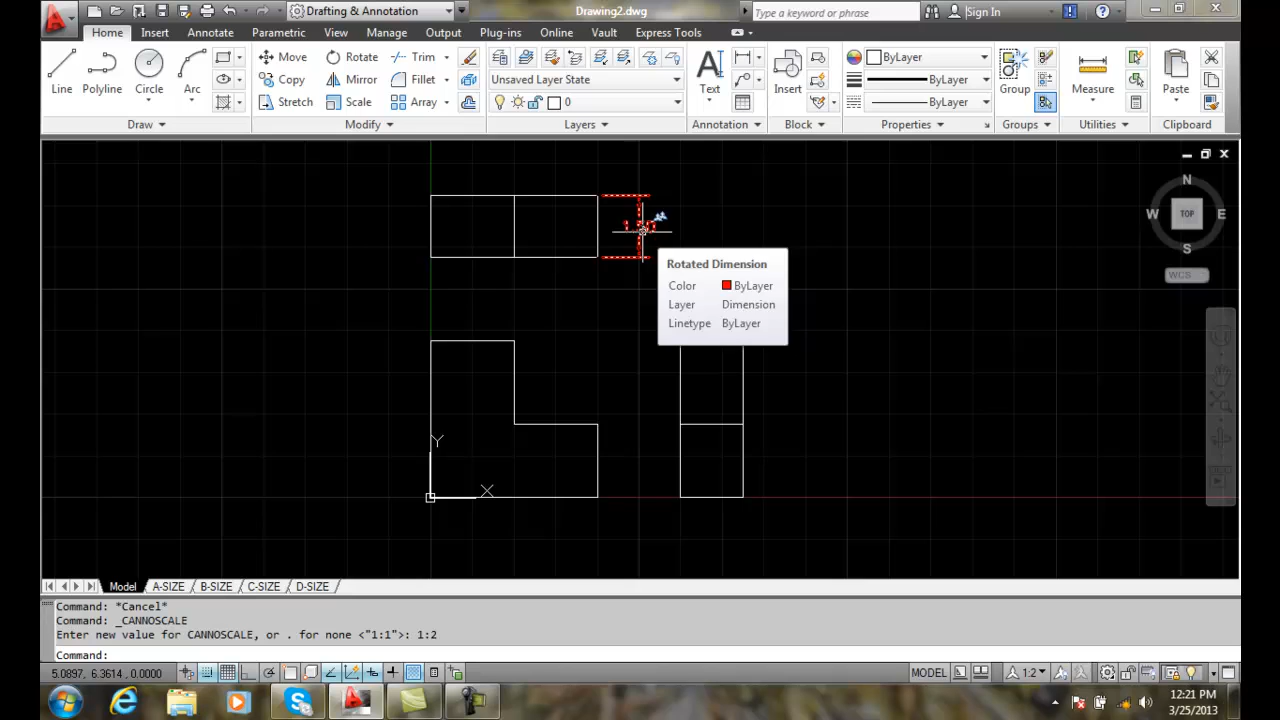 Drafting & Annotation
Drawing2.dwg
Type a keyword or phrase
Sign In
Home Insert Annotate Parametric View Manage Output Plug-ins Online Vault Express Tools
Line Polyline Circle Arc
Move Rotate Trim
Copy Mirror Fillet
Stretch Scale Array
Unsaved Layer State
0
Text
Insert
ByLayer
ByLayer
ByLayer
Group
Measure
Paste
Draw Modify Layers Annotation Block Properties Groups Utilities Clipboard
N
W TOP E
S
WCS
Rotated Dimension
Color ByLayer
Layer Dimension
Linetype ByLayer
Y
X
Model A-SIZE B-SIZE C-SIZE D-SIZE
Command: *Cancel*
Command: _CANNOSCALE
Enter new value for CANNOSCALE, or . for none <"1:1">: 1:2
Command:
5.0897, 6.3614, 0.0000
MODEL
1:2
12:21 PM
3/25/2013